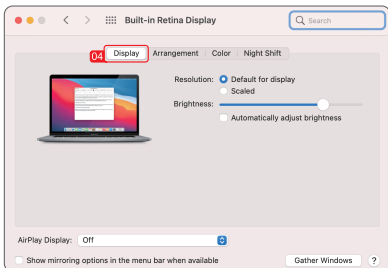 Built-in Retina Display
Search
04
Display Arrangement Color Night Shift
Resolution: Default for display
Scaled
Brightness:
Automatically adjust brightness
AirPlay Display: Off
Show mirroring options in the menu bar when available
Gather Windows ?